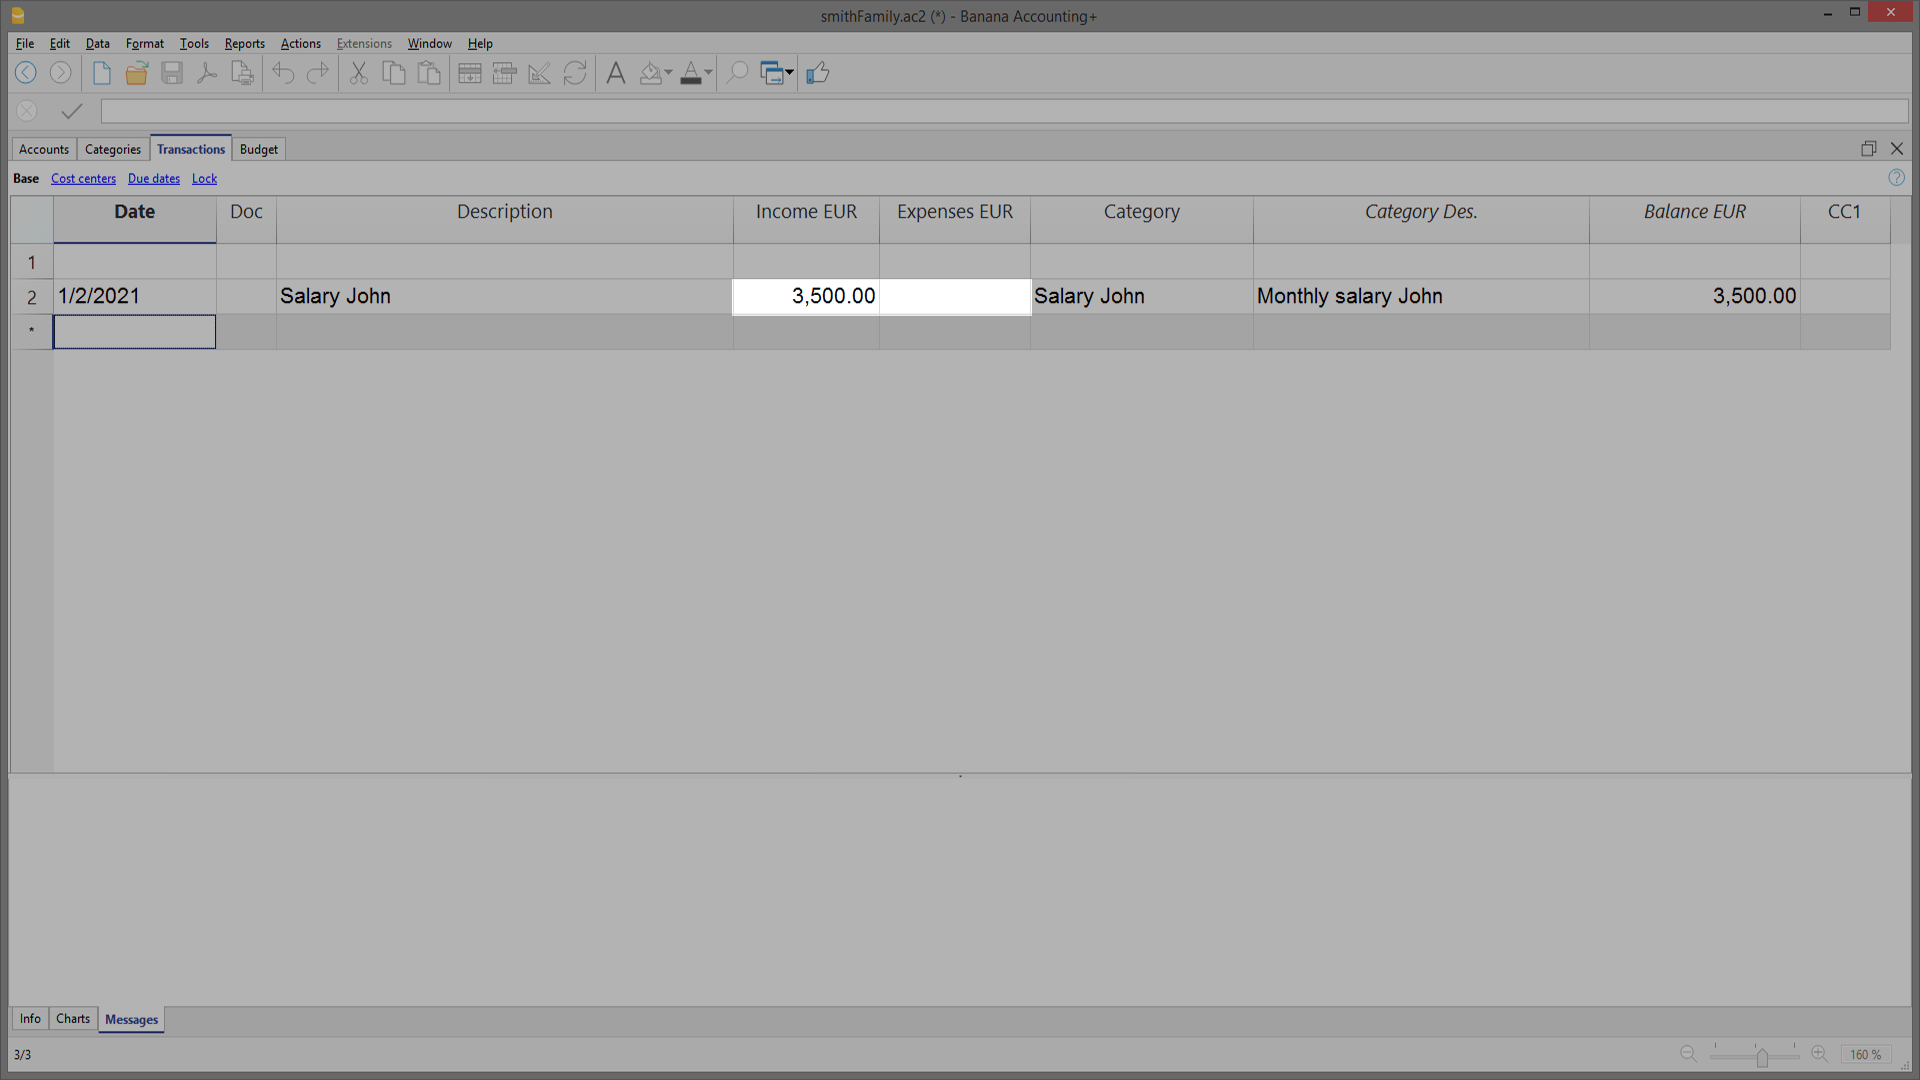 smithFamily.ac2 (*) - Banana Accounting+
File Edit Data Format Tools Reports Actions Extensions Window Help
Accounts Categories Transactions Budget
Base Cost centers Due dates Lock
Date Doc Description Income EUR Expenses EUR Category Category Des. Balance EUR CC1
1
2 1/2/2021 Salary John 3,500.00 Salary John Monthly salary John 3,500.00
*
Info Charts Messages
3/3 160 %